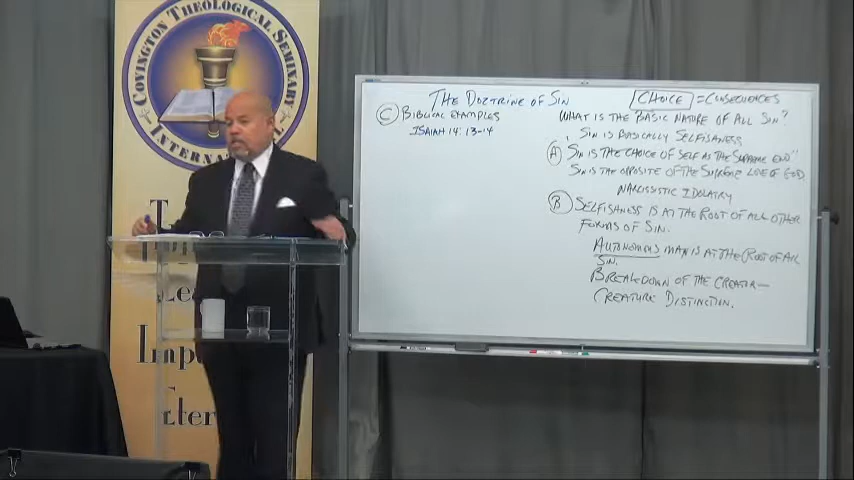 COVINGTON THEOLOGICAL SEMINARY
INTERNATIONAL
THE DOCTRINE OF SIN
Ⓒ BIBLICAL EXAMPLES
ISAIAH 14:13-14
CHOICE = CONSEQUENCES
WHAT IS THE BASIC NATURE OF ALL SIN?
SIN IS BASICALLY SELFISHNESS
Ⓐ SIN IS THE CHOICE OF SELF AS THE SUPREME END"
SIN IS THE OPPOSITE OF THE SUPREME LOVE OF GOD
NARCISSISTIC IDOLATRY
Ⓑ SELFISHNESS IS AT THE ROOT OF ALL OTHER
FORMS OF SIN.
AUTONOMOUS MAN IS AT THE ROOT OF ALL
SIN.
BREAKDOWN OF THE CREATOR-
CREATURE DISTINCTION.